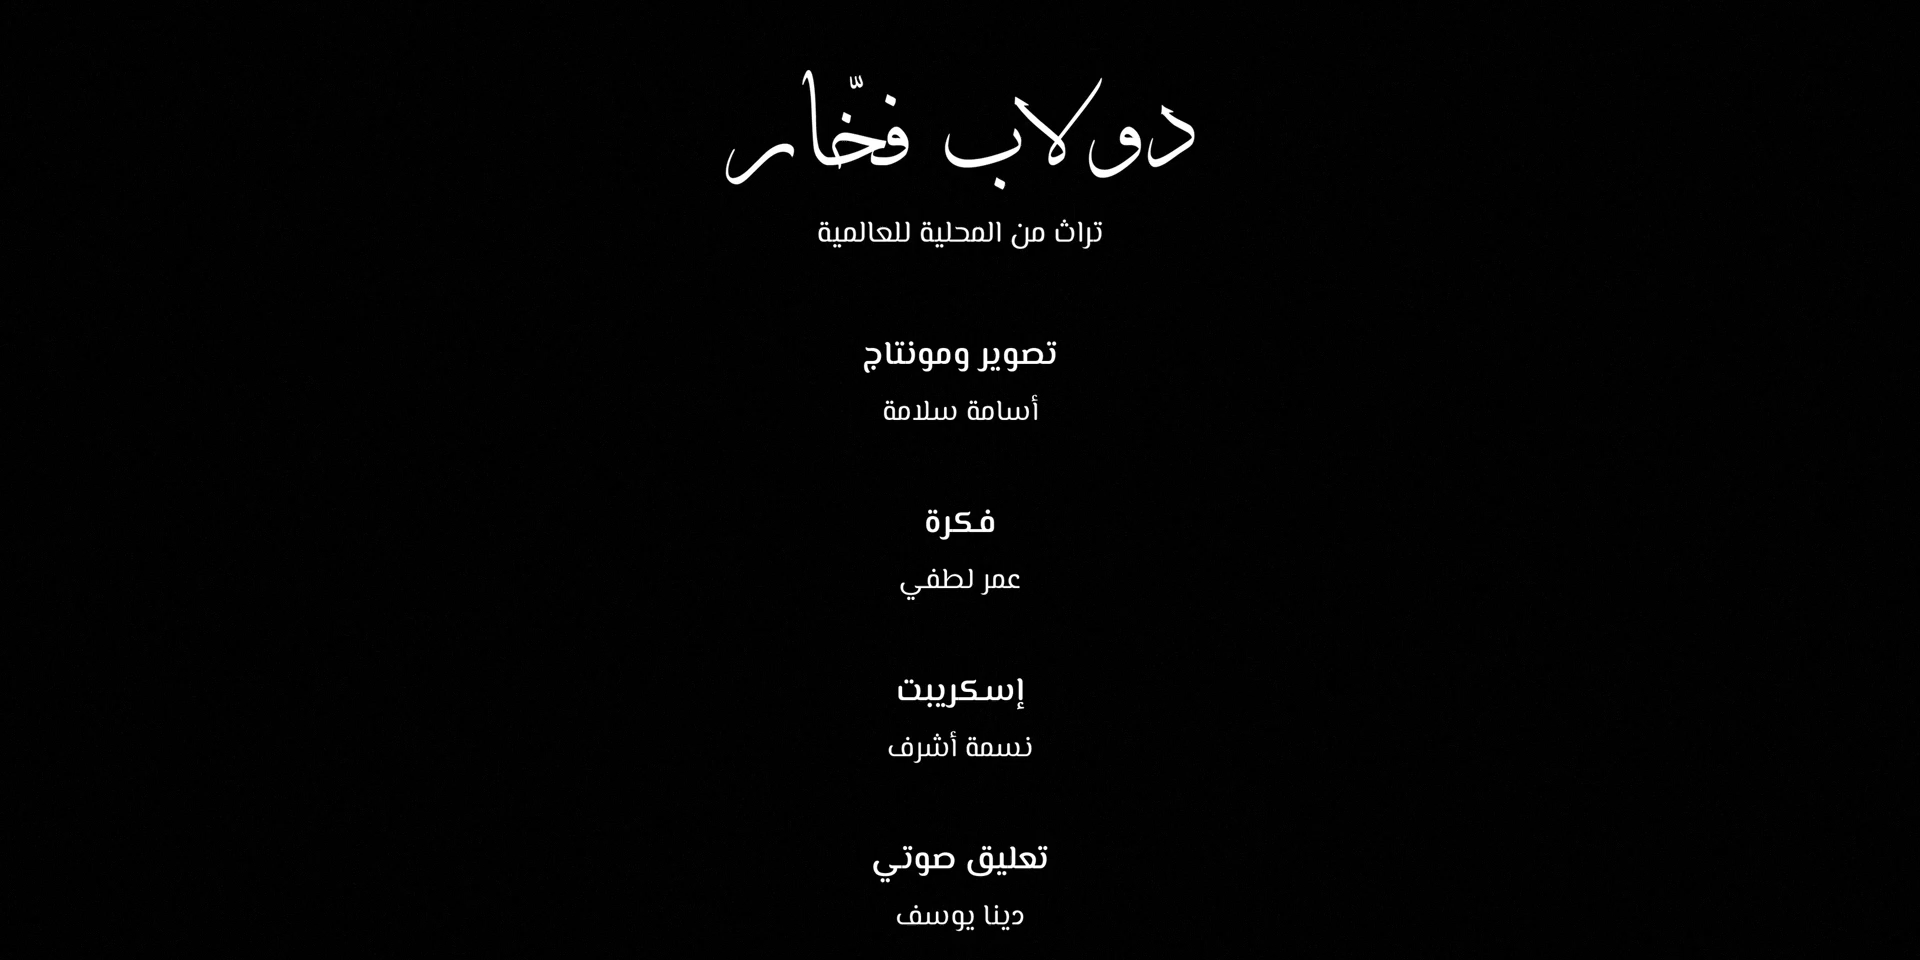 دولاب فخّار
تراث من المحلية للعالمية
تصوير ومونتاج
أسامة سلامة
فكرة
عمر لطفي
إسكريبت
نسمة أشرف
تعليق صوتي
دينا يوسف